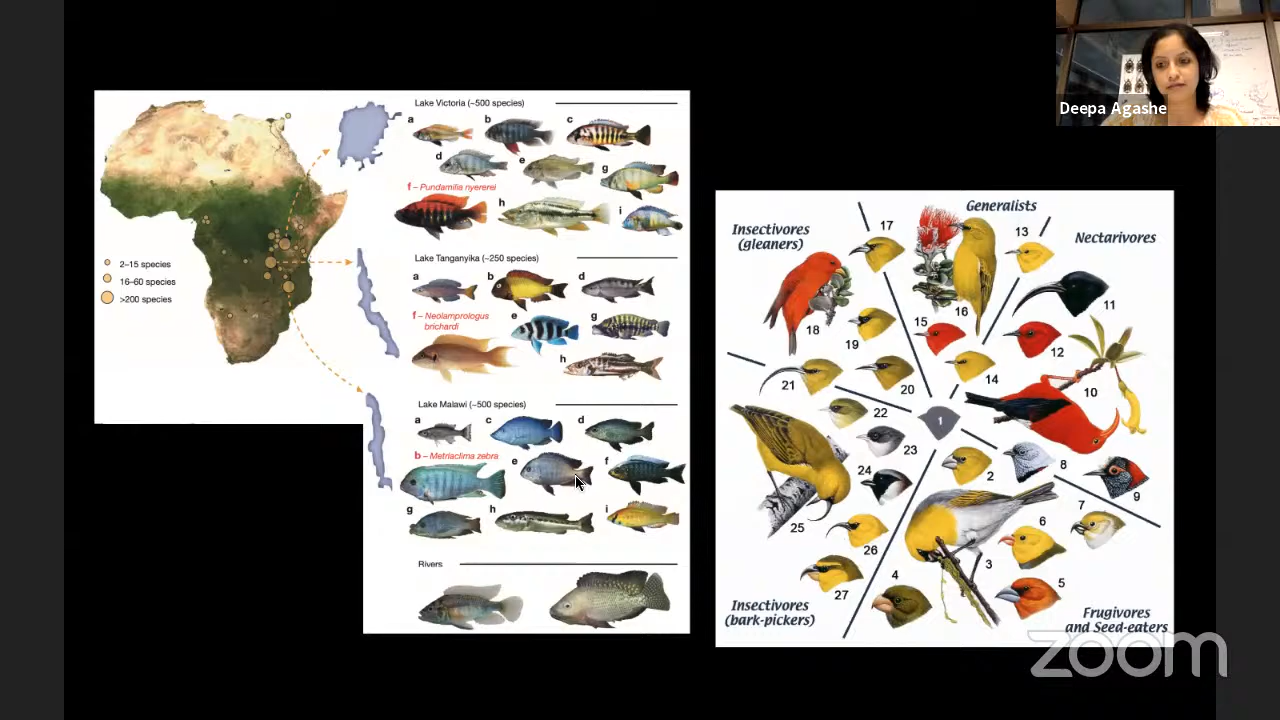 Deepa Agashe
2–15 species
16–60 species
>200 species
Lake Victoria (~500 species)
a
b
c
d
e
g
f – Pundamilia nyererei
h
i
Lake Tanganyika (~250 species)
a
b
d
f – Neolamprologus
brichardi
e
g
h
Lake Malawi (~500 species)
a
c
d
b – Metriaclima zebra
e
f
g
h
i
Rivers
Generalists
Insectivores
(gleaners)
Nectarivores
17
13
11
18
19
15
16
12
14
10
21
20
22
1
23
24
25
26
27
2
8
9
7
6
3
4
5
Insectivores
(bark-pickers)
Frugivores
and Seed-eaters
zoom